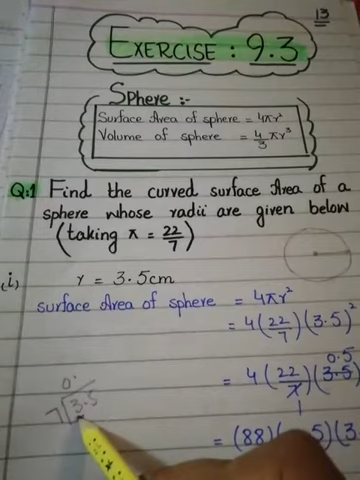 13
EXERCISE : 9.3
Sphere :-
Surface Area of sphere = 4πr²
Volume of sphere = 4/3 πr³
Q:1 Find the curved surface Area of a
sphere whose radii are given below
(taking π = 22/7)
(i) r = 3.5cm
surface Area of sphere = 4πr²
= 4(22/7)(3.5)²
0.5
= 4(22/7)(3.5)
1
0.
7 3.5
= (88)( 5)(3.